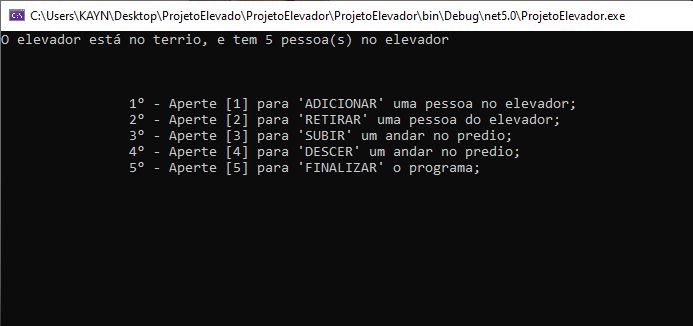 C:\Users\KAYN\Desktop\ProjetoElevado\ProjetoElevador\ProjetoElevador\bin\Debug\net5.0\ProjetoElevador.exe
O elevador está no terrio, e tem 5 pessoa(s) no elevador
1º - Aperte [1] para 'ADICIONAR' uma pessoa no elevador;
2º - Aperte [2] para 'RETIRAR' uma pessoa do elevador;
3º - Aperte [3] para 'SUBIR' um andar no predio;
4º - Aperte [4] para 'DESCER' um andar no predio;
5º - Aperte [5] para 'FINALIZAR' o programa;